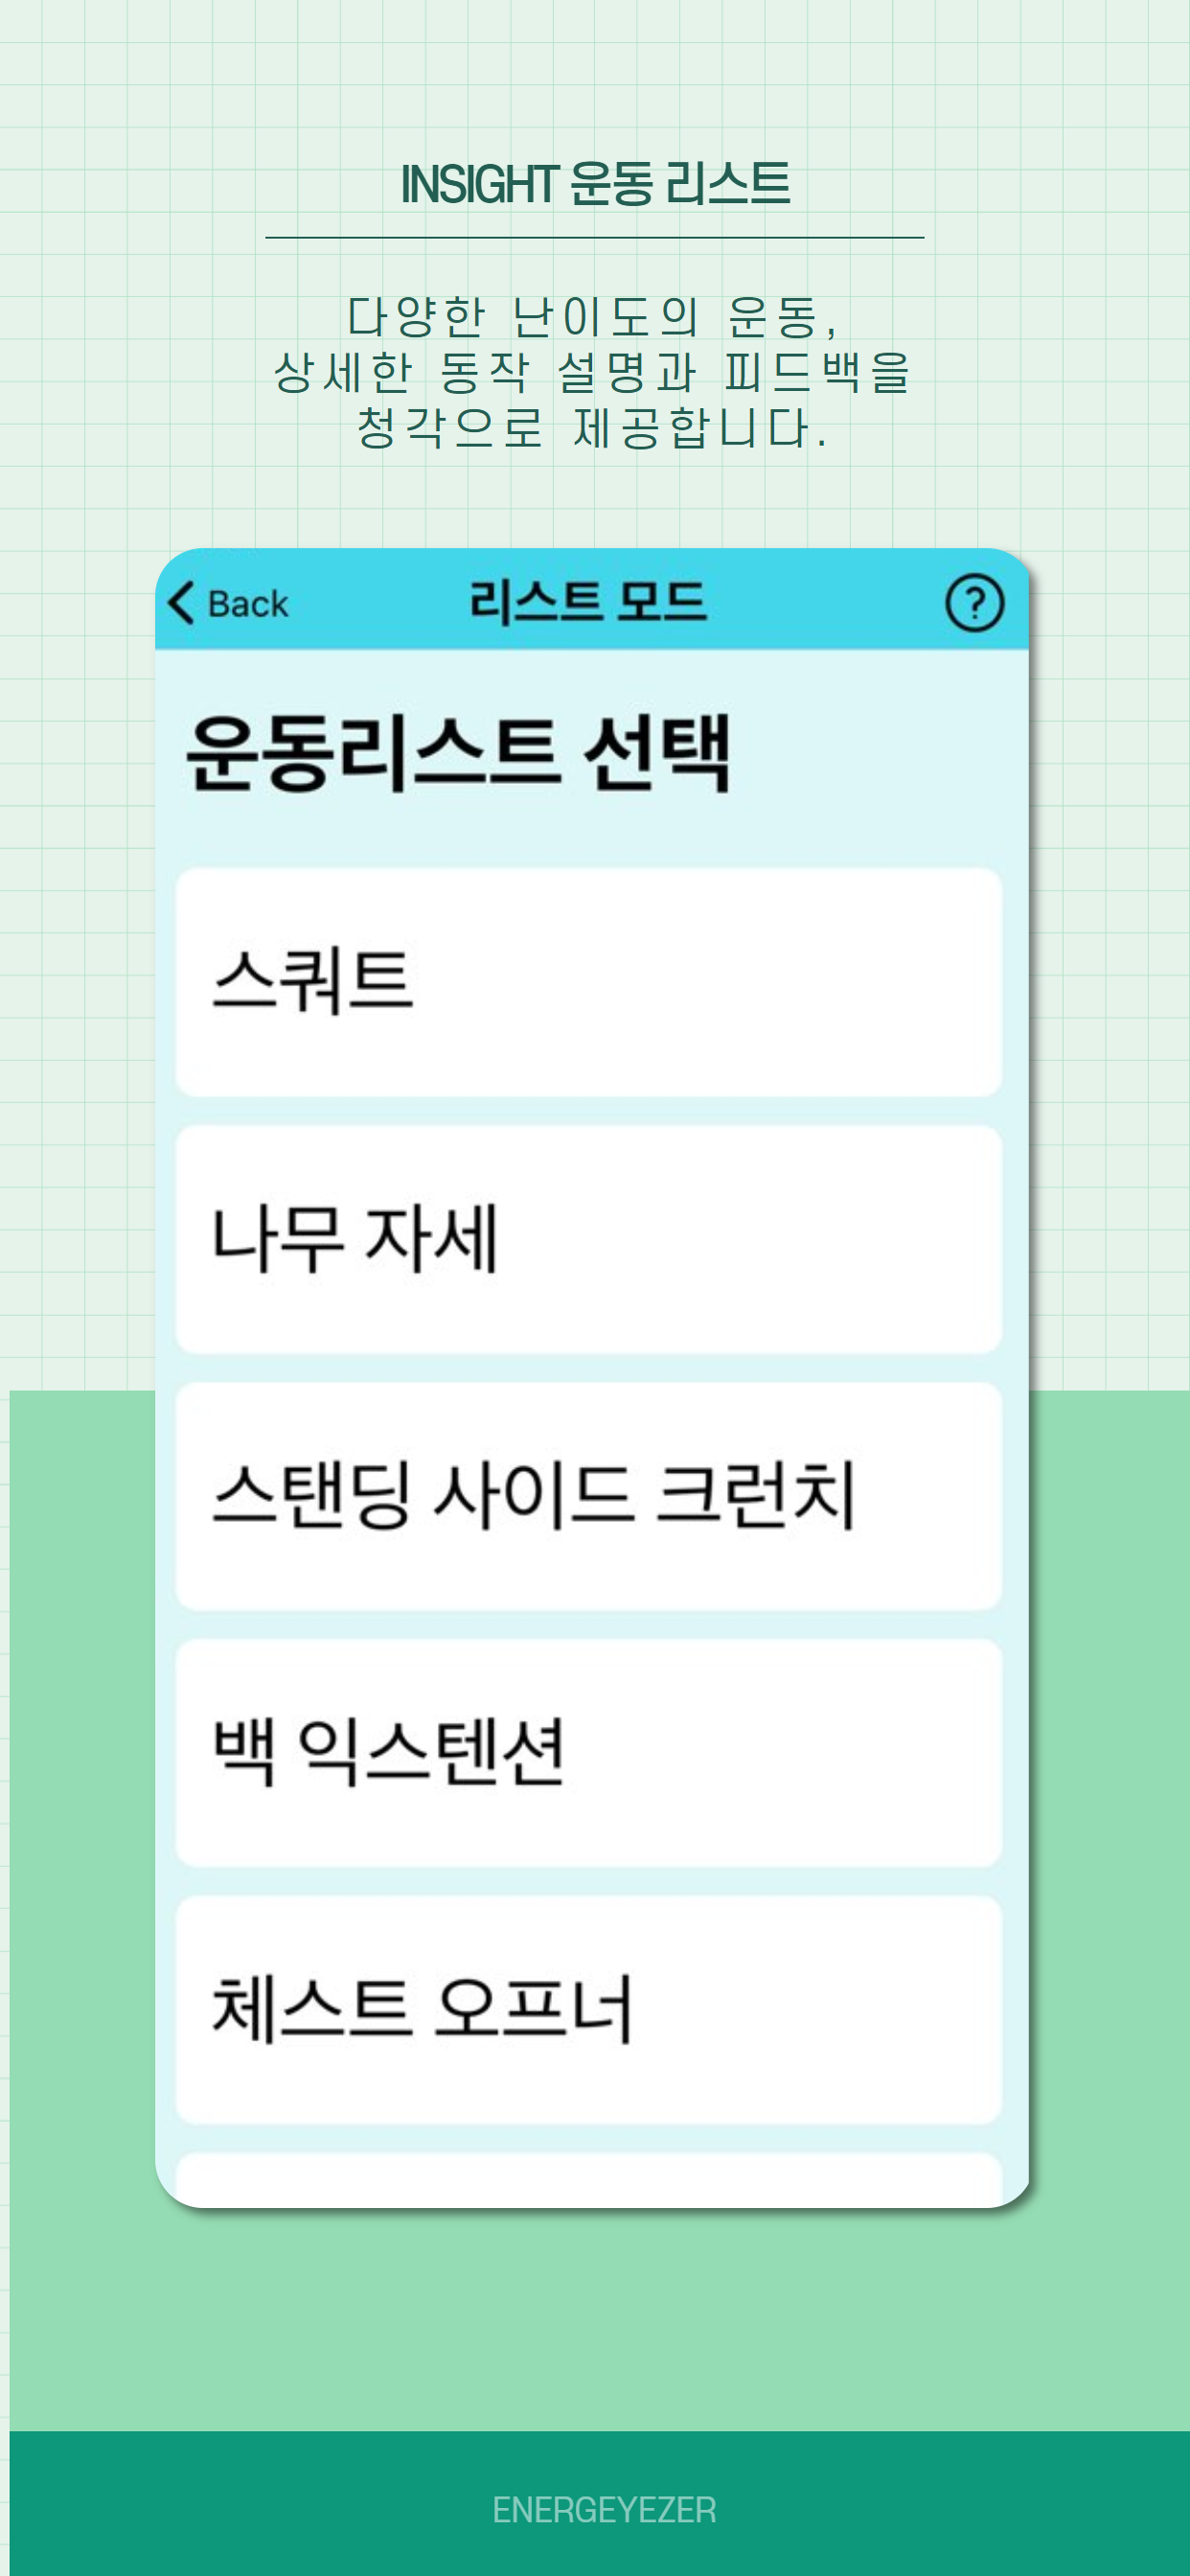 INSIGHT 운동 리스트
다양한 난이도의 운동,
상세한 동작 설명과 피드백을
청각으로 제공합니다.
Back 리스트 모드 ?
운동리스트 선택
스쿼트
나무 자세
스탠딩 사이드 크런치
백 익스텐션
체스트 오프너
ENERGEYEZER